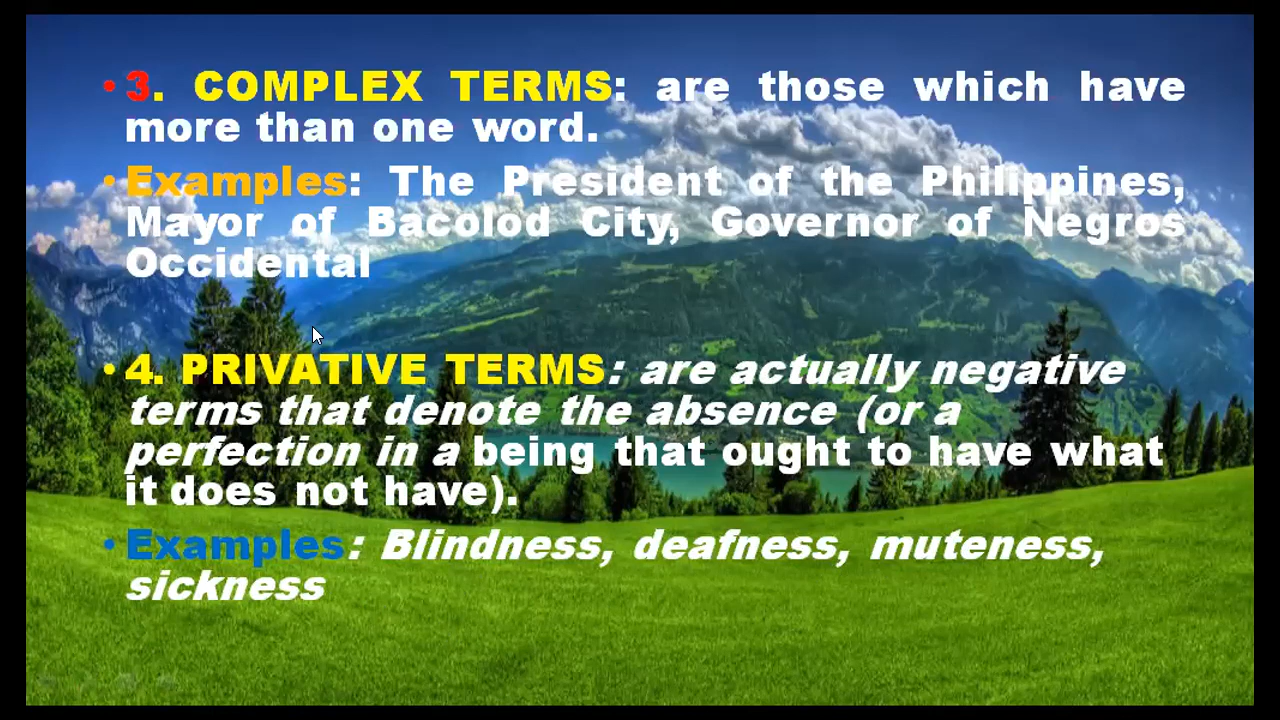 • 3. COMPLEX TERMS: are those which have
more than one word.
• Examples: The President of the Philippines,
Mayor of Bacolod City, Governor of Negros
Occidental
• 4. PRIVATIVE TERMS: are actually negative
terms that denote the absence (or a
perfection in a being that ought to have what
it does not have).
• Examples: Blindness, deafness, muteness,
sickness